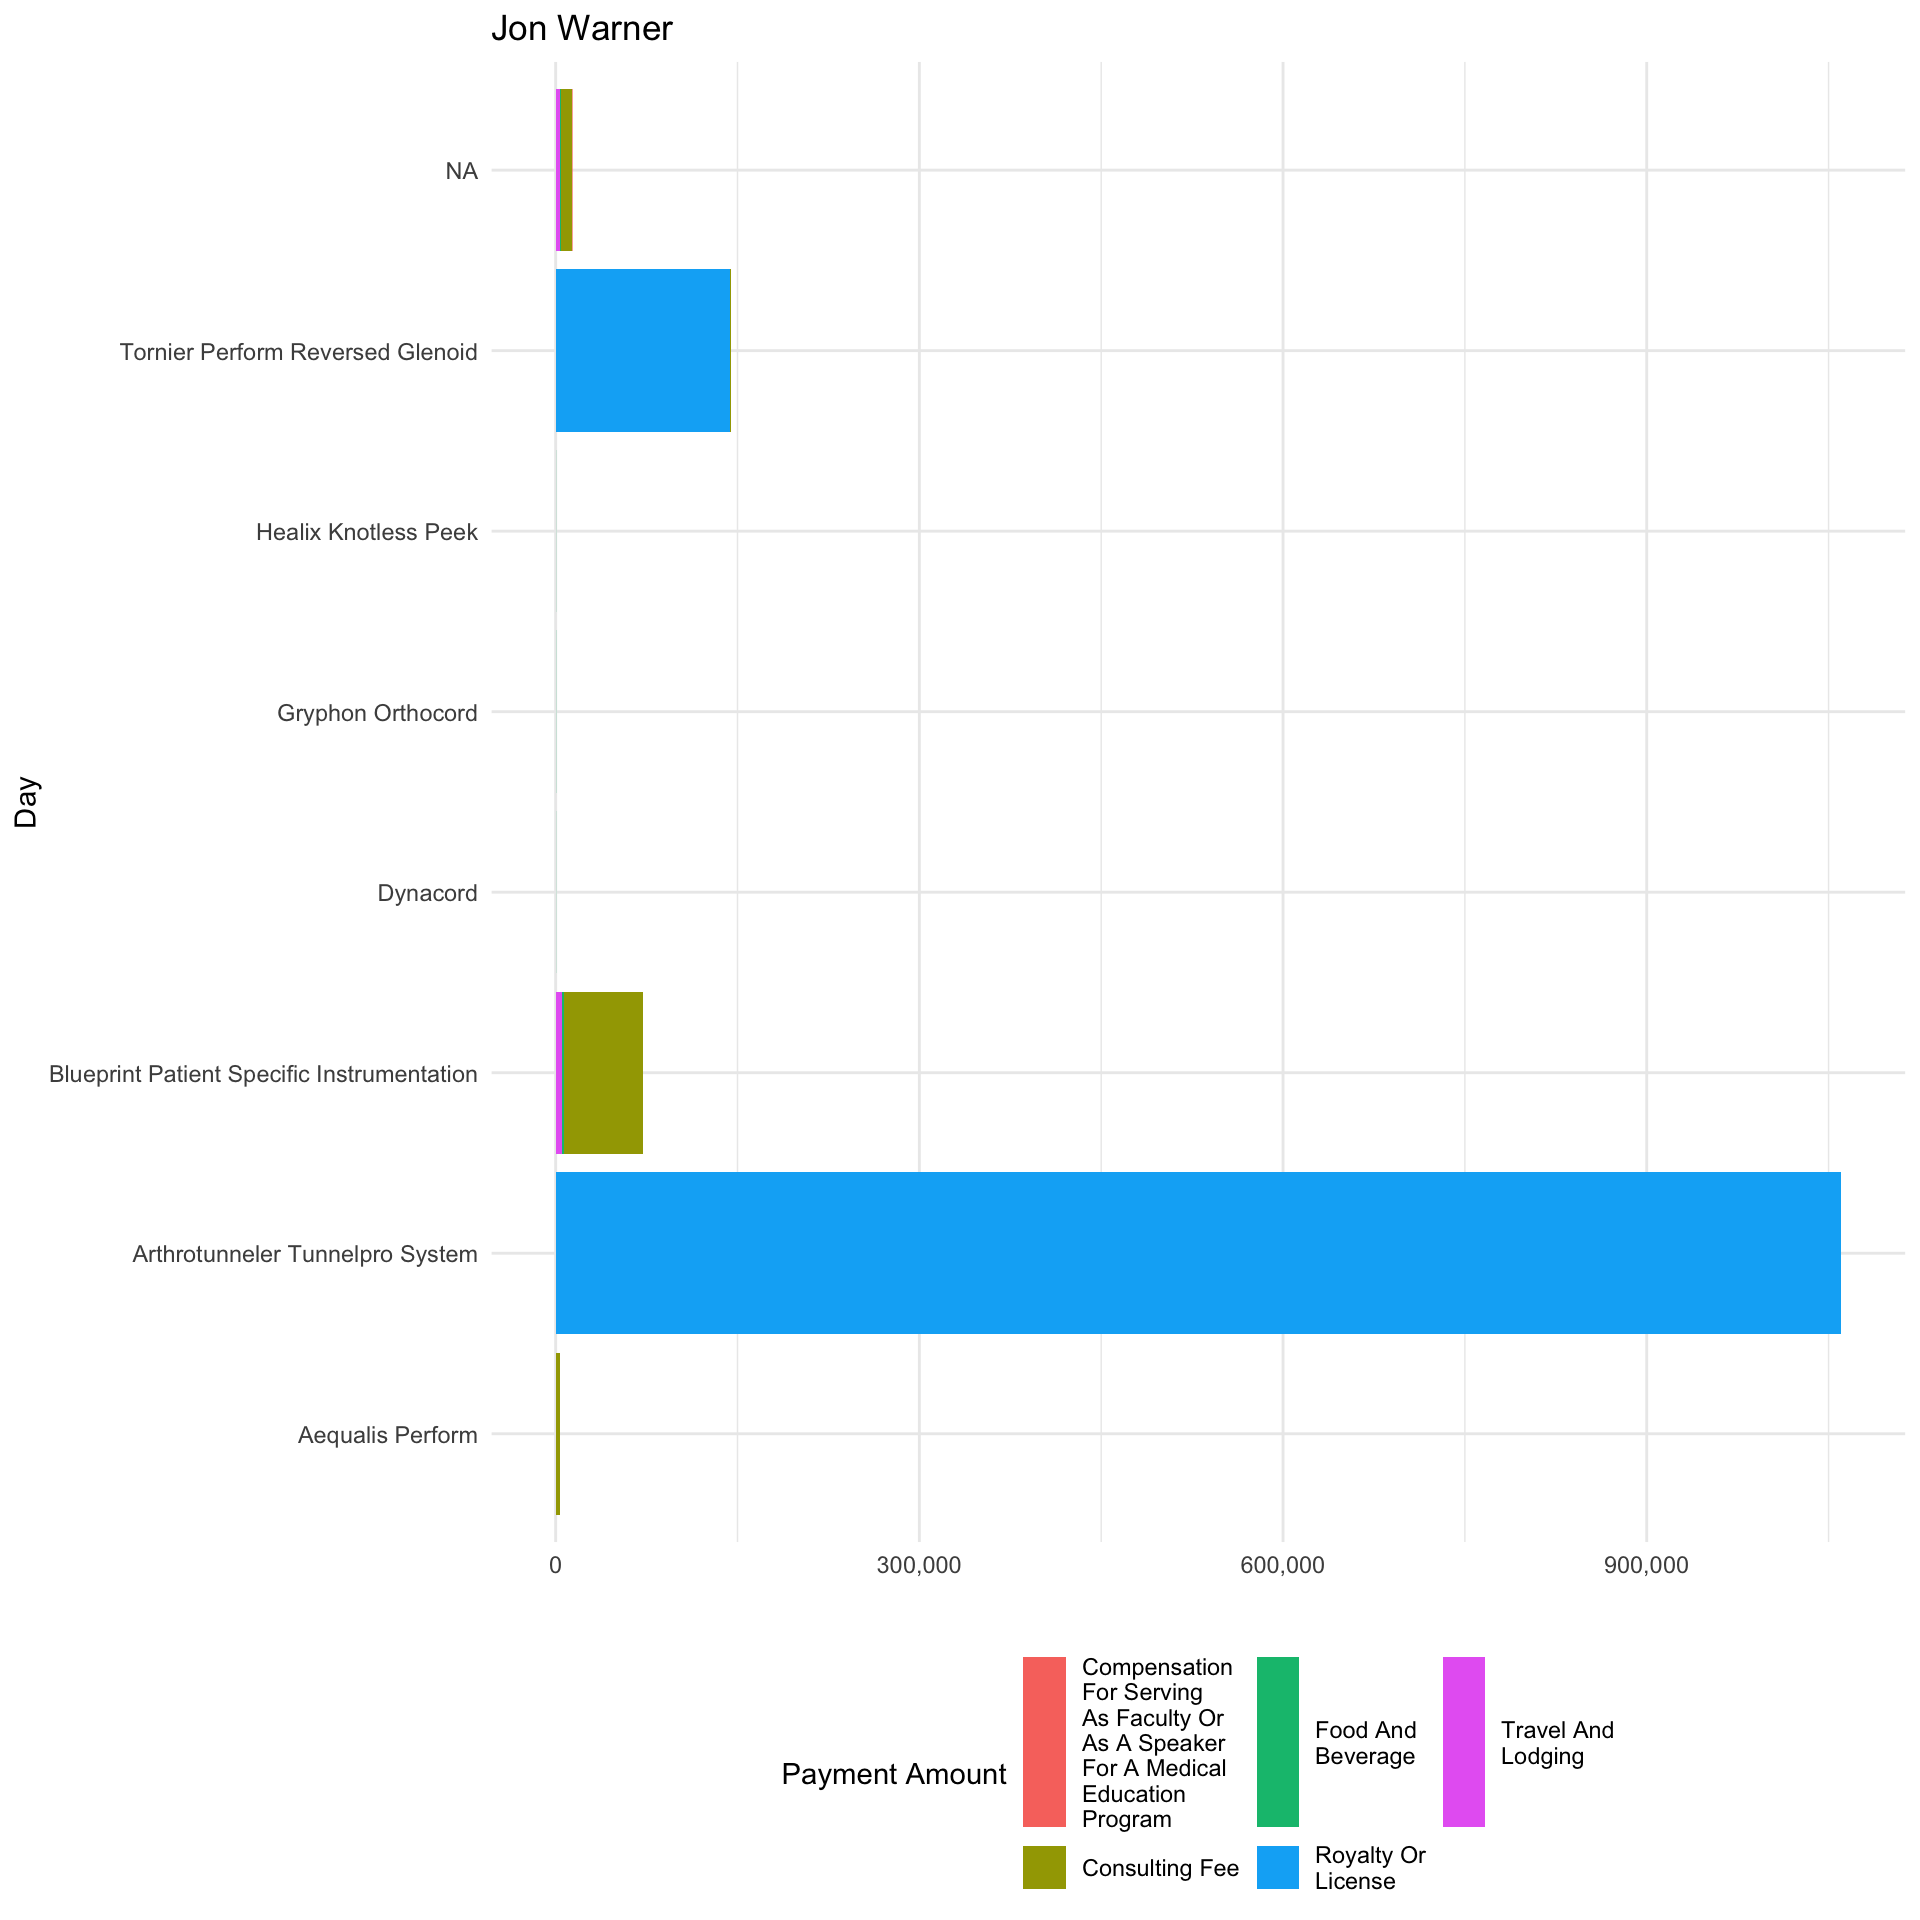 Jon Warner
NA
Tornier Perform Reversed Glenoid
Healix Knotless Peek
Gryphon Orthocord
Dynacord
Blueprint Patient Specific Instrumentation
Arthrotunneler Tunnelpro System
Aequalis Perform
Day
0
300,000
600,000
900,000
Payment Amount
Compensation
For Serving
As Faculty Or
As A Speaker
For A Medical
Education
Program
Consulting Fee
Food And
Beverage
Royalty Or
License
Travel And
Lodging